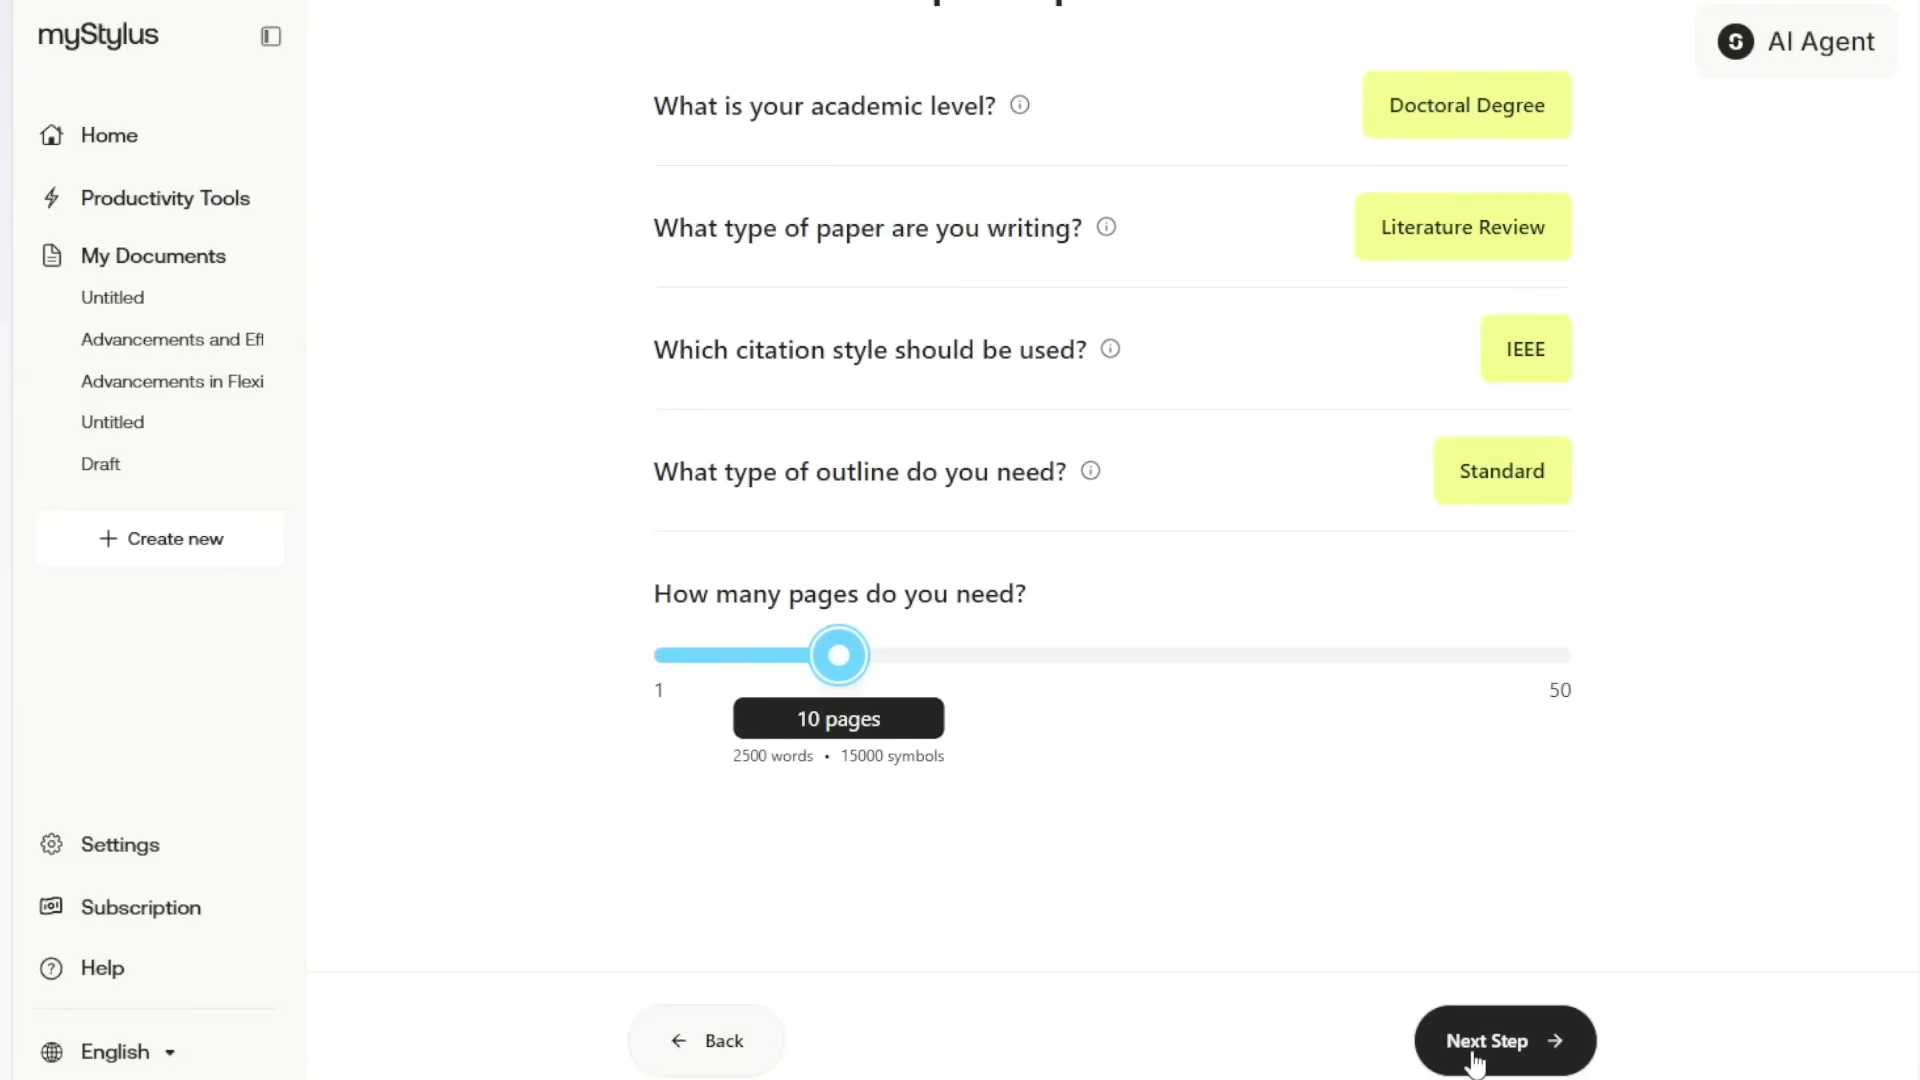 myStylus
AI Agent
Home
Productivity Tools
My Documents
Untitled
Advancements and Eff
Advancements in Flexi
Untitled
Draft
Create new
Settings
Subscription
Help
English
What is your academic level?
Doctoral Degree
What type of paper are you writing?
Literature Review
Which citation style should be used?
IEEE
What type of outline do you need?
Standard
How many pages do you need?
1
50
10 pages
2500 words • 15000 symbols
Back
Next Step